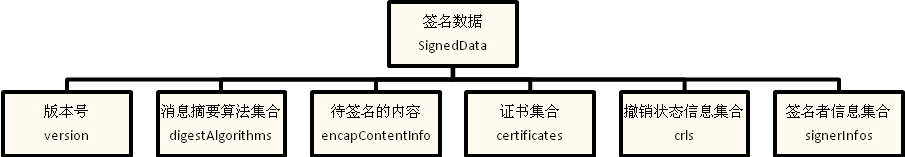 签名数据
SignedData
版本号
version
消息摘要算法集合
digestAlgorithms
待签名的内容
encapContentInfo
证书集合
certificates
撤销状态信息集合
crls
签名者信息集合
signerInfos